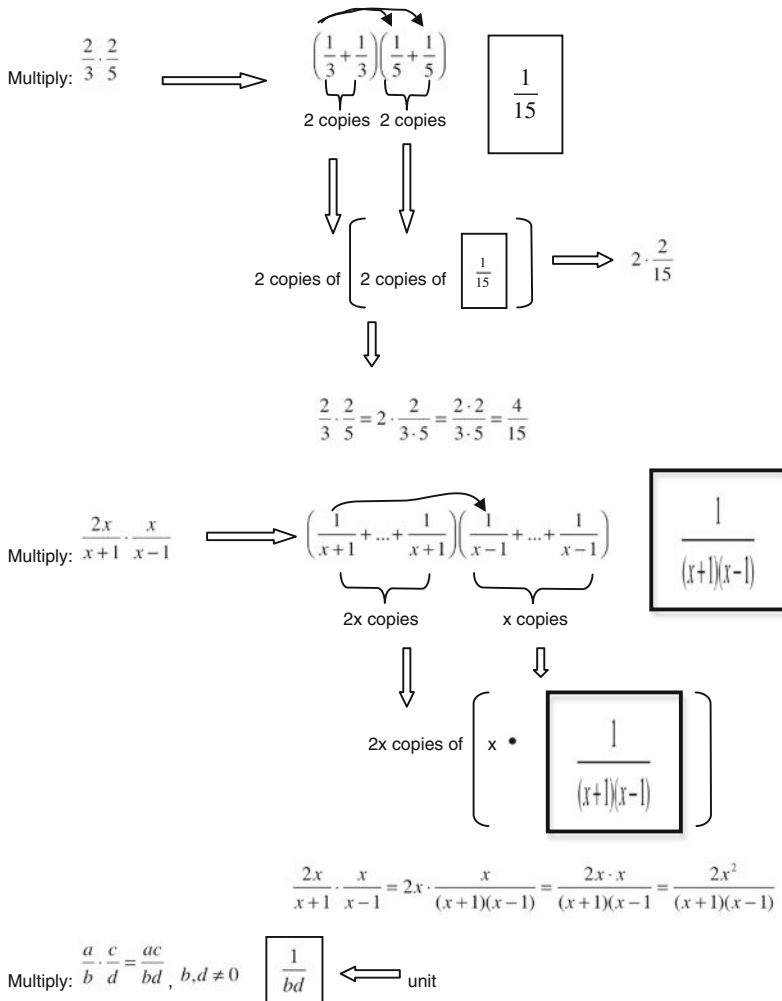 Multiply: 2/3 · 2/5 (1/3 + 1/3)(1/5 + 1/5) 1/15
2 copies 2 copies
2 copies of [2 copies of 1/15] 2 · 2/15
2/3 · 2/5 = 2 · 2/(3 · 5) = (2 · 2)/(3 · 5) = 4/15
Multiply: 2x/(x+1) · x/(x−1) (1/(x+1) + ... + 1/(x+1))(1/(x−1) + ... + 1/(x−1)) 1/((x+1)(x−1))
2x copies x copies
2x copies of (x • 1/((x+1)(x−1)))
2x/(x+1) · x/(x−1) = 2x · x/((x+1)(x−1)) = (2x · x)/((x+1)(x−1) = 2x²/((x+1)(x−1))
Multiply: a/b · c/d = ac/bd , b,d ≠ 0 1/bd unit